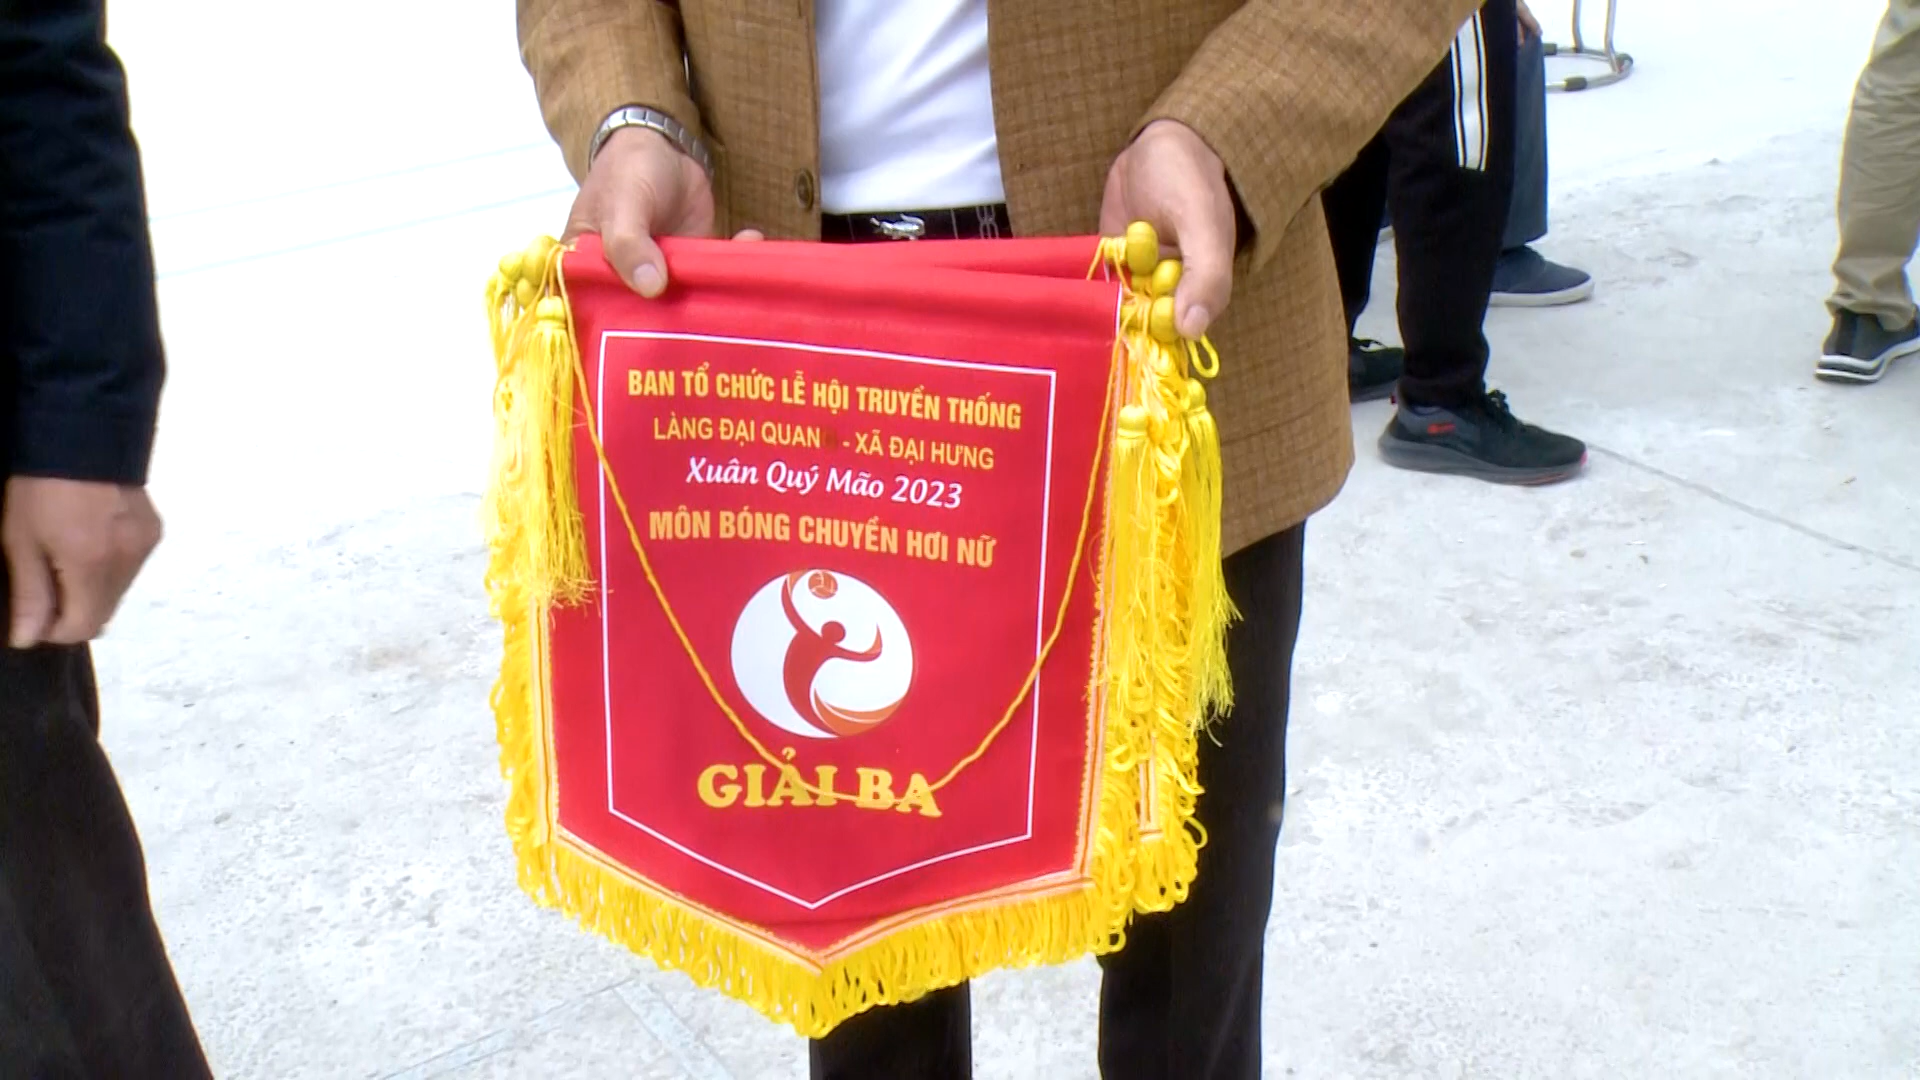 BAN TỔ CHỨC LỄ HỘI TRUYỀN THỐNG
LÀNG ĐẠI QUAN - XÃ ĐẠI HƯNG
Xuân Quý Mão 2023
MÔN BÓNG CHUYỀN HƠI NỮ
GIẢI BA